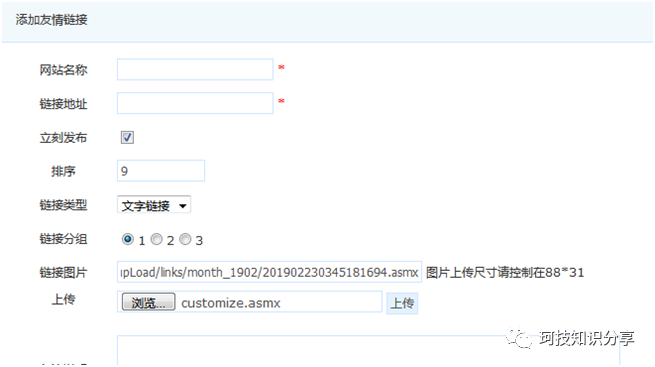 添加友情链接
网站名称 *
链接地址 *
立刻发布
排序 9
链接类型 文字链接
链接分组 1 2 3
链接图片 upLoad/links/month_1902/201902230345181694.asmx 图片上传尺寸请控制在88*31
上传 浏览... customize.asmx 上传
珂技知识分享